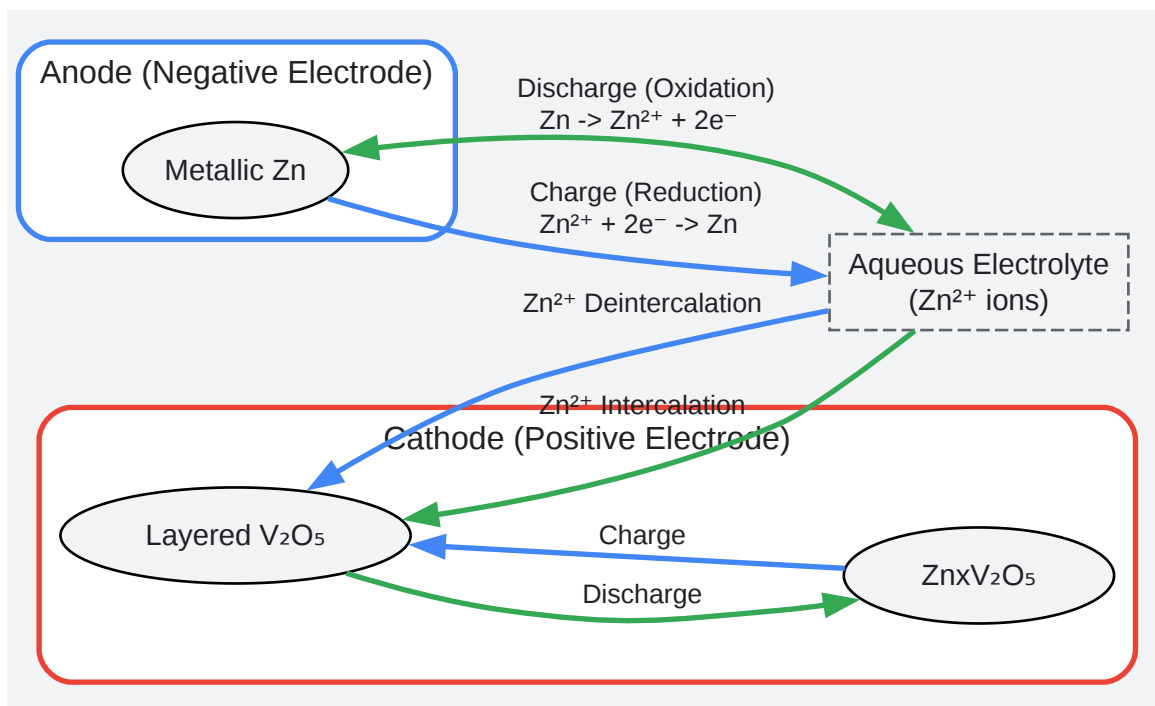 Anode (Negative Electrode)
Metallic Zn
Discharge (Oxidation)
Zn -> Zn²⁺ + 2e⁻
Charge (Reduction)
Zn²⁺ + 2e⁻ -> Zn
Aqueous Electrolyte
(Zn²⁺ ions)
Zn²⁺ Deintercalation
Zn²⁺ Intercalation
Cathode (Positive Electrode)
Layered V₂O₅
Charge
Discharge
ZnxV₂O₅